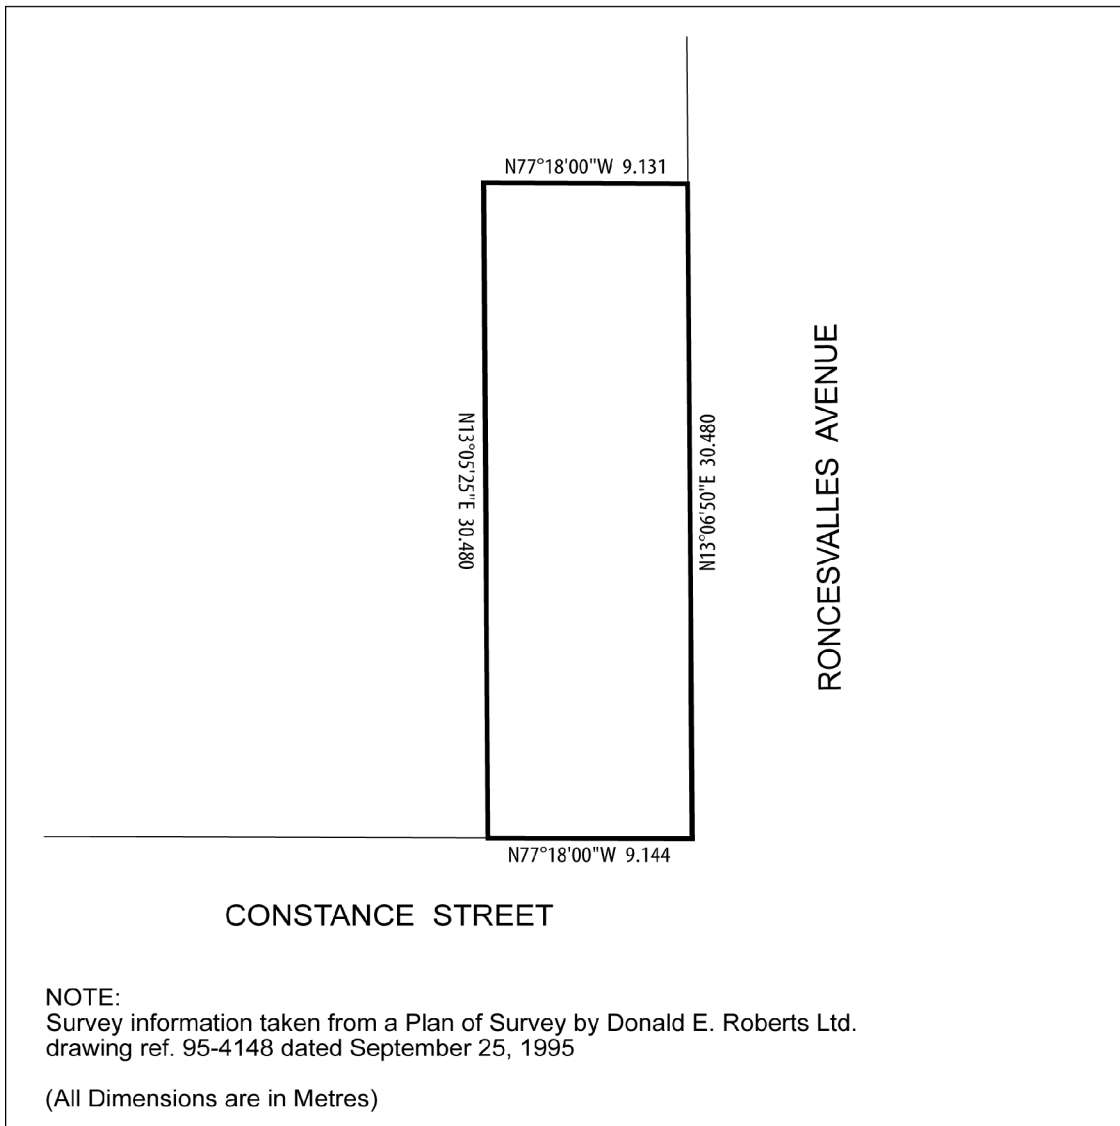 N77°18'00"W 9.131
N13°05'25"E 30.480
N13°06'50"E 30.480
RONCESVALLES AVENUE
N77°18'00"W 9.144
CONSTANCE STREET
NOTE:
Survey information taken from a Plan of Survey by Donald E. Roberts Ltd.
drawing ref. 95-4148 dated September 25, 1995
(All Dimensions are in Metres)